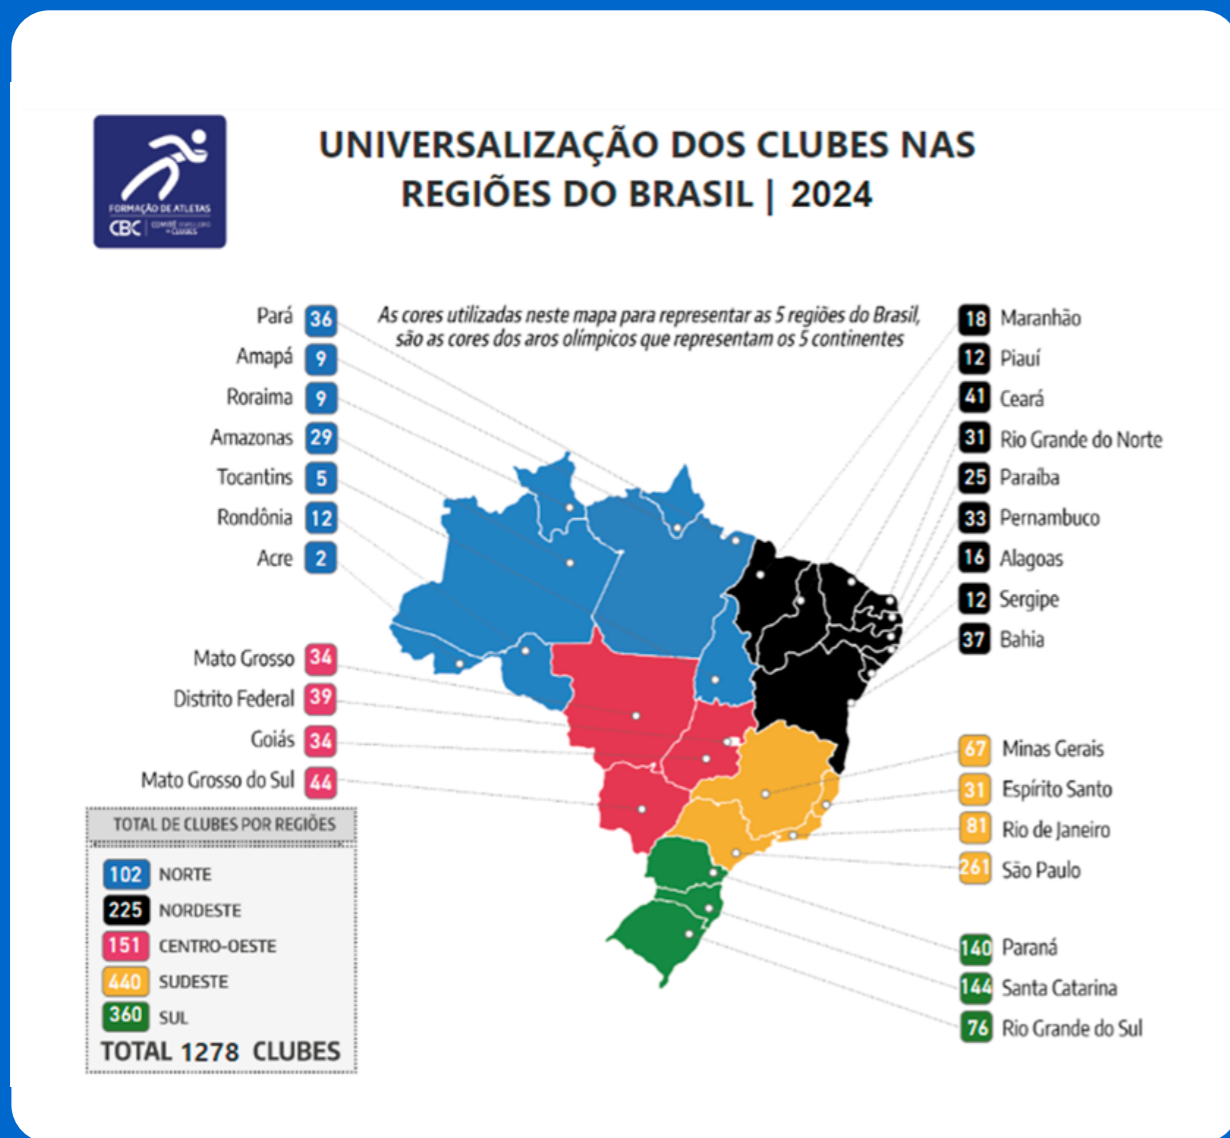 UNIVERSALIZAÇÃO DOS CLUBES NAS
REGIÕES DO BRASIL | 2024
FORMAÇÃO DE ATLETAS
CBC COMITÊ BRASILEIRO
DE CLUBES
As cores utilizadas neste mapa para representar as 5 regiões do Brasil,
são as cores dos aros olímpicos que representam os 5 continentes
Pará 36
Amapá 9
Roraima 9
Amazonas 29
Tocantins 5
Rondônia 12
Acre 2
Mato Grosso 34
Distrito Federal 39
Goiás 34
Mato Grosso do Sul 44
18 Maranhão
12 Piauí
41 Ceará
31 Rio Grande do Norte
25 Paraíba
33 Pernambuco
16 Alagoas
12 Sergipe
37 Bahia
67 Minas Gerais
31 Espírito Santo
81 Rio de Janeiro
261 São Paulo
140 Paraná
144 Santa Catarina
76 Rio Grande do Sul
TOTAL DE CLUBES POR REGIÕES
102 NORTE
225 NORDESTE
151 CENTRO-OESTE
440 SUDESTE
360 SUL
TOTAL 1278 CLUBES